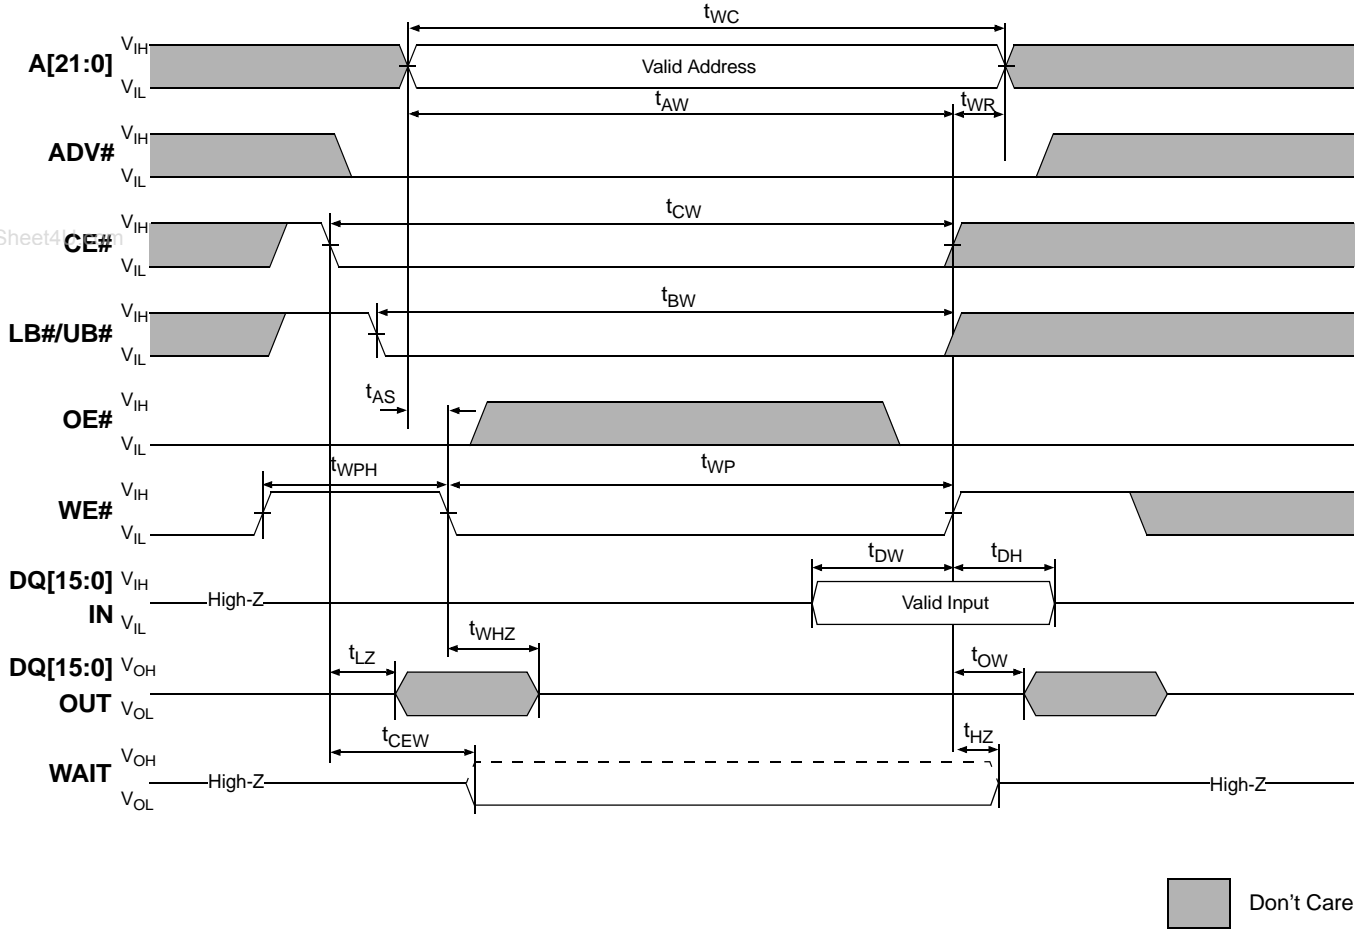 tWC
A[21:0] VIH
VIL
Valid Address
tAW
tWR
ADV# VIH
VIL
tCW
CE# VIH
VIL
Sheet4U.com
tBW
LB#/UB# VIH
VIL
tAS
OE# VIH
VIL
tWPH
tWP
WE# VIH
VIL
tDW
tDH
DQ[15:0] VIH
IN VIL
High-Z
Valid Input
tWHZ
tLZ
tOW
DQ[15:0] VOH
OUT VOL
tCEW
tHZ
WAIT VOH
VOL
High-Z
High-Z
Don't Care